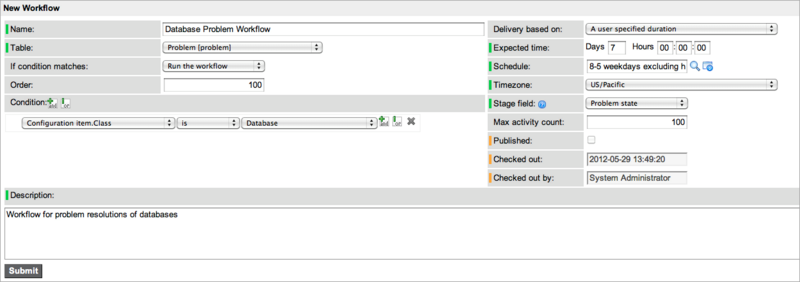 New Workflow
Name: Database Problem Workflow
Table: Problem [problem]
If condition matches: Run the workflow
Order: 100
Condition: and or
Configuration item.Class is Database and or
Delivery based on: A user specified duration
Expected time: Days 7 Hours 00 : 00 : 00
Schedule: 8-5 weekdays excluding h
Timezone: US/Pacific
Stage field: Problem state
Max activity count: 100
Published:
Checked out: 2012-05-29 13:49:20
Checked out by: System Administrator
Description:
Workflow for problem resolutions of databases
Submit